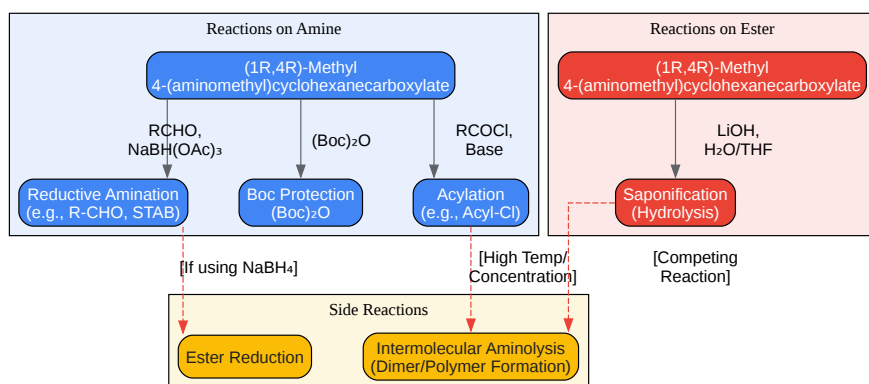 Reactions on Amine
(1R,4R)-Methyl
4-(aminomethyl)cyclohexanecarboxylate
RCHO,
NaBH(OAc)₃
(Boc)₂O
RCOCl,
Base
Reductive Amination
(e.g., R-CHO, STAB)
Boc Protection
(Boc)₂O
Acylation
(e.g., Acyl-Cl)
Reactions on Ester
(1R,4R)-Methyl
4-(aminomethyl)cyclohexanecarboxylate
LiOH,
H₂O/THF
Saponification
(Hydrolysis)
[If using NaBH₄]
[High Temp/
Concentration]
[Competing
Reaction]
Side Reactions
Ester Reduction
Intermolecular Aminolysis
(Dimer/Polymer Formation)